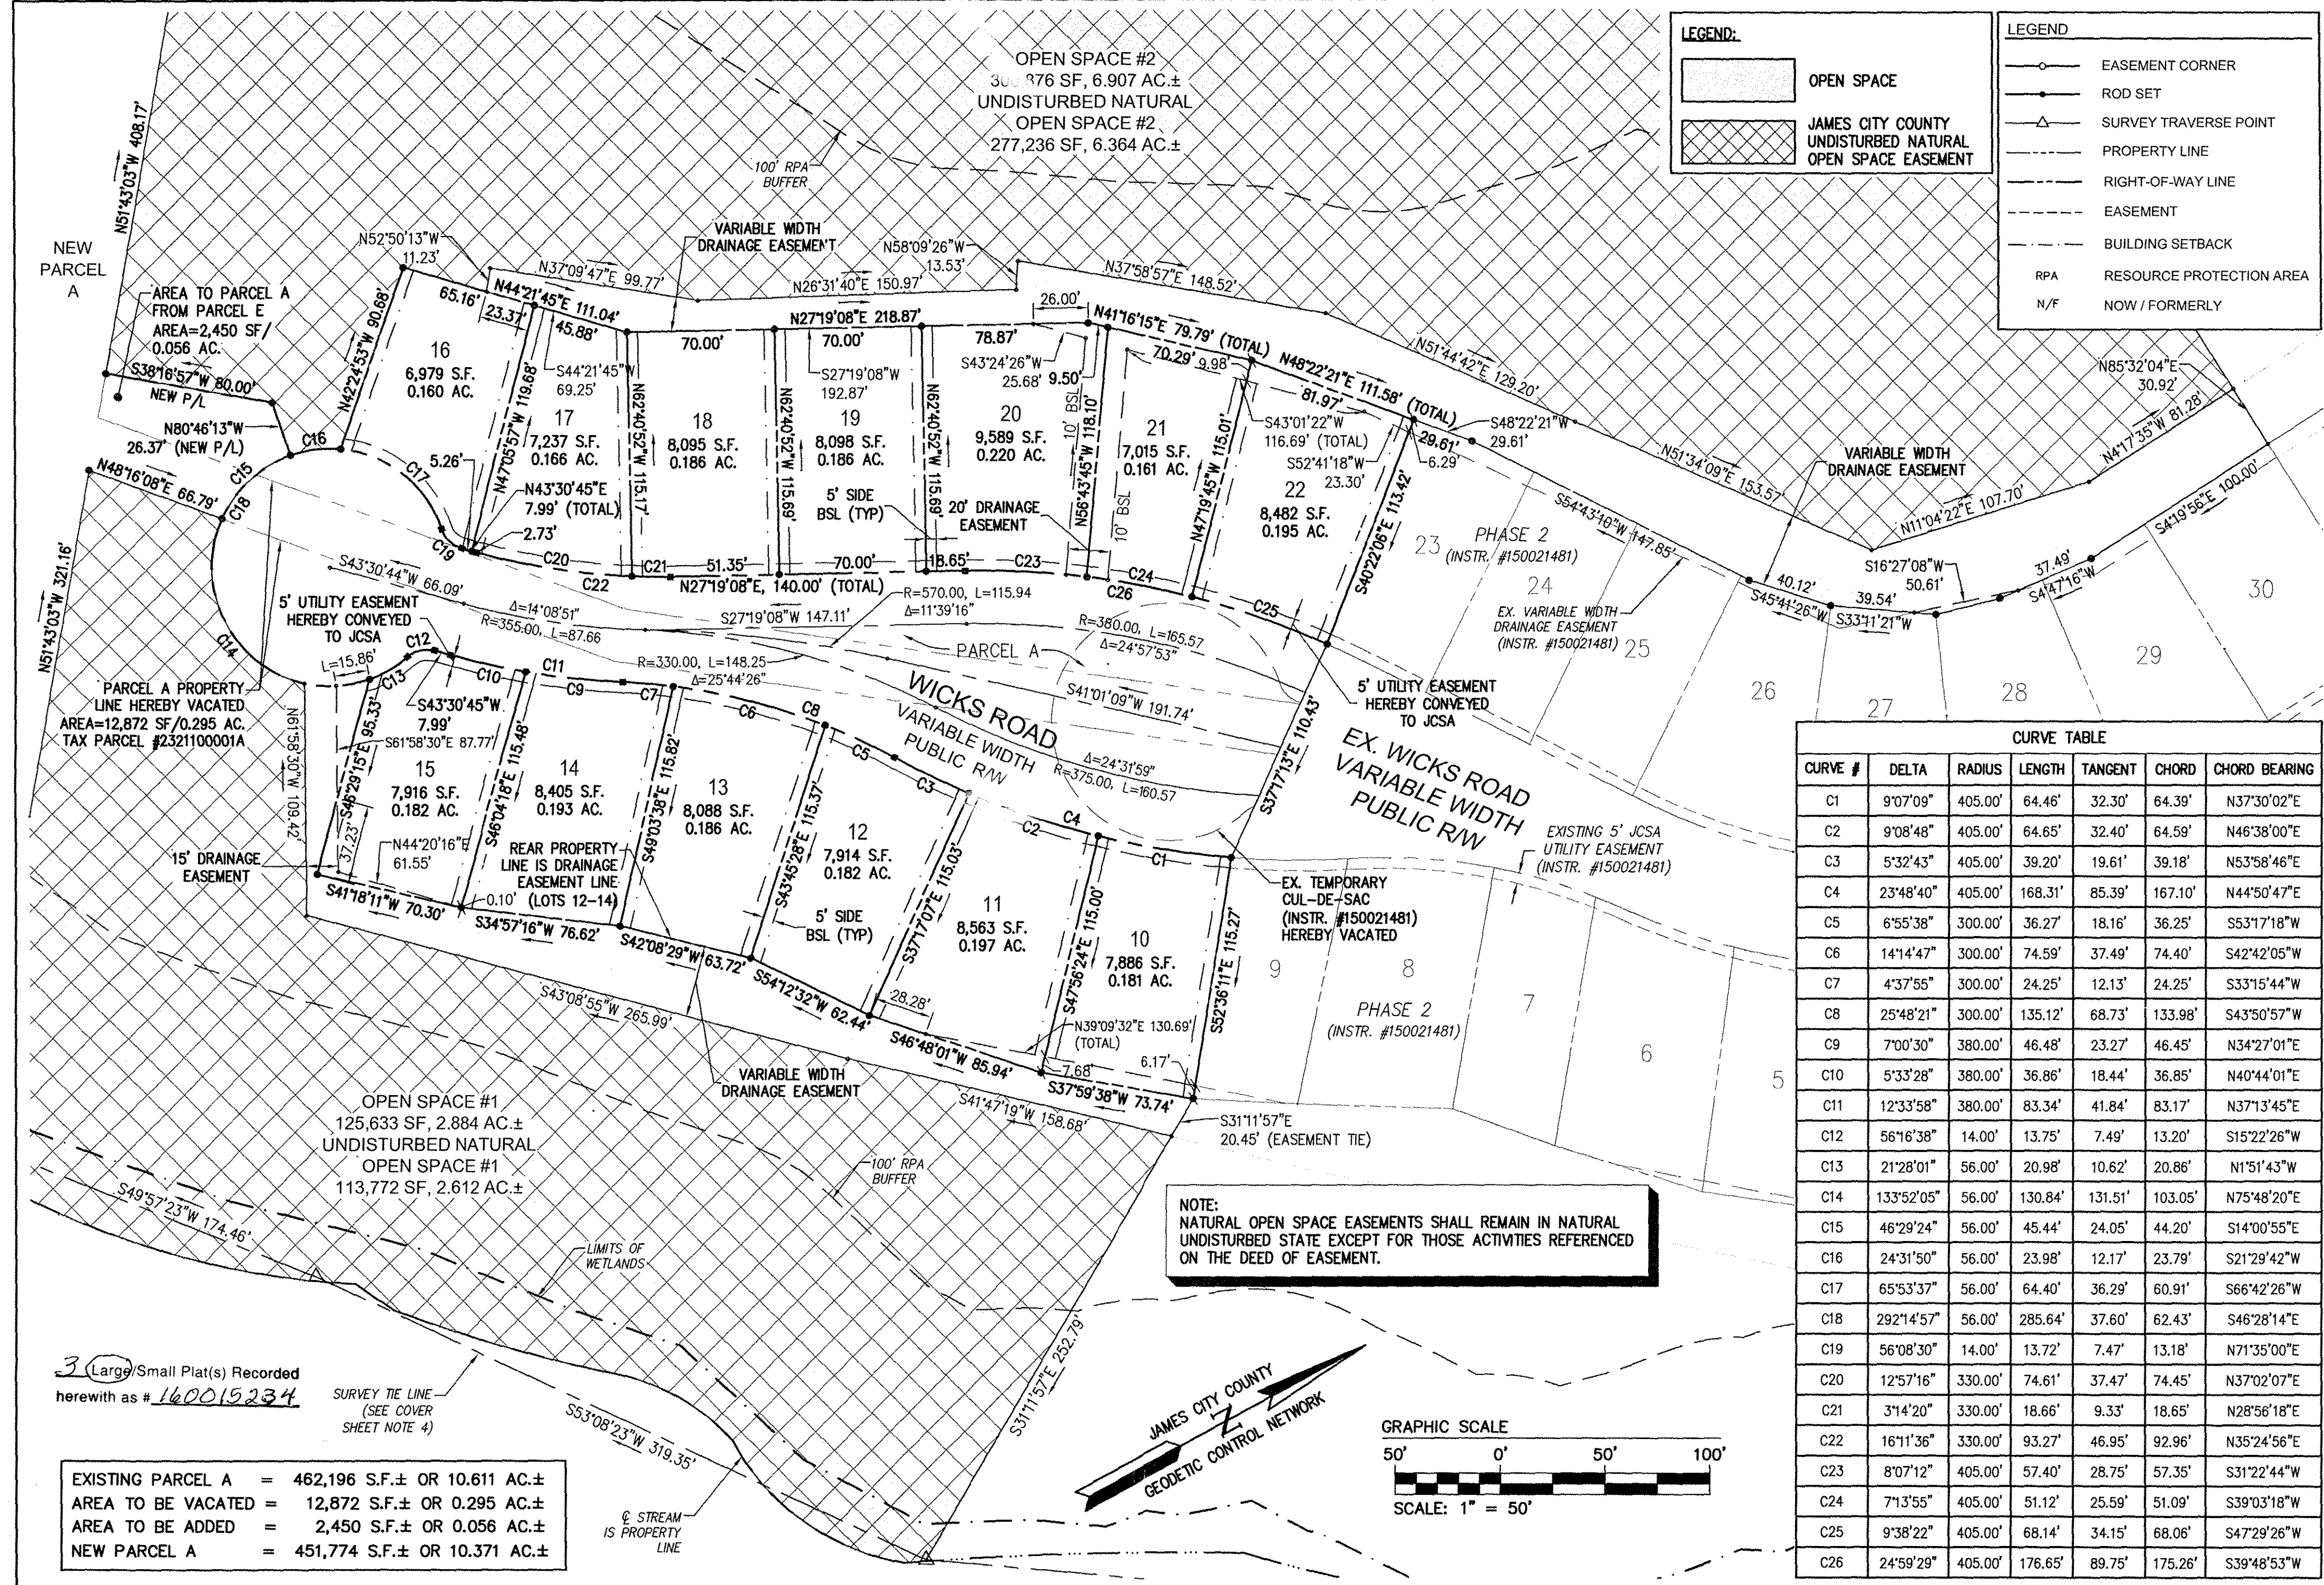 OPEN SPACE #2
876 SF, 6.907 AC.±
UNDISTURBED NATURAL
OPEN SPACE #2
277,236 SF, 6.364 AC.±
100' RPA
BUFFER
LEGEND:
OPEN SPACE
JAMES CITY COUNTY
UNDISTURBED NATURAL
OPEN SPACE EASEMENT
LEGEND
EASEMENT CORNER
ROD SET
SURVEY TRAVERSE POINT
PROPERTY LINE
RIGHT-OF-WAY LINE
EASEMENT
BUILDING SETBACK
RPA RESOURCE PROTECTION AREA
N/F NOW / FORMERLY
N51°43'03"W 408.17'
NEW
PARCEL
A
AREA TO PARCEL A
FROM PARCEL E
AREA=2,450 SF/
0.056 AC.
S38°16'57"W 80.00'
NEW P/L
N80°46'13"W
26.37' (NEW P/L)
N48°16'08"E 66.79'
N51°43'03"W 321.16'
N52°50'13"W
11.23'
N37°09'47"E 99.77'
VARIABLE WIDTH
DRAINAGE EASEMENT
N26°31'40"E 150.97'
N58°09'26"W
13.53'
N37°58'57"E 148.52'
N51°44'42"E 129.20'
N51°34'09"E 153.57'
VARIABLE WIDTH
DRAINAGE EASEMENT
N11°04'22"E 107.70'
N4°17'35"W 81.28'
N85°32'04"E
30.92'
S4°19'56"E 100.00'
N42°24'53"W 90.68'
65.16'
23.37'
N44°21'45"E 111.04'
45.88'
N27°19'08"E 218.87'
70.00'
70.00'
78.87'
26.00'
N41°16'15"E 79.79' (TOTAL)
70.29'
9.98'
N48°22'21"E 111.58' (TOTAL)
81.97'
29.61'
S48°22'21"W
29.61'
6.29'
16
6,979 S.F.
0.160 AC.
N47°05'57"W 119.68'
S44°21'45"W
69.25'
17
7,237 S.F.
0.166 AC.
N62°40'52"W 115.17'
18
8,095 S.F.
0.186 AC.
N62°40'52"W 115.69'
S27°19'08"W
192.87'
19
8,098 S.F.
0.186 AC.
N62°40'52"W 115.69'
S43°24'26"W
25.68'
9.50'
20
9,589 S.F.
0.220 AC.
10' BSL
N56°43'45"W 118.10'
10' BSL
21
7,015 S.F.
0.161 AC.
N47°19'45"W 115.01'
S43°01'22"W
116.69' (TOTAL)
S52°41'18"W
23.30'
22
8,482 S.F.
0.195 AC.
S40°22'06"E 113.42'
5' SIDE
BSL (TYP)
20' DRAINAGE
EASEMENT
23
24
25
26
27
28
29
30
PHASE 2
(INSTR. #150021481)
S54°43'10"W 147.85'
EX. VARIABLE WIDTH
DRAINAGE EASEMENT
(INSTR. #150021481)
40.12'
S45°41'26"W
39.54'
S33°11'21"W
S16°27'08"W
50.61'
37.49'
S4°47'16"W
C15
C16
C17
C18
C19
5.26'
N43°30'45"E
7.99' (TOTAL)
2.73'
C20
C22
C21
51.35'
N27°19'08"E, 140.00' (TOTAL)
70.00'
18.65'
C23
C24
C26
C25
S43°30'44"W 66.09'
Δ=14°08'51"
R=355.00, L=87.66
S27°19'08"W 147.11'
R=570.00, L=115.94
Δ=11°39'16"
PARCEL A
R=380.00, L=165.57
Δ=24°57'53"
R=330.00, L=148.25
Δ=25°44'26"
S41°01'09"W 191.74'
WICKS ROAD
VARIABLE WIDTH
PUBLIC R/W
Δ=24°31'59"
R=375.00, L=160.57
S37°17'13"E 110.43'
5' UTILITY EASEMENT
HEREBY CONVEYED
TO JCSA
EX. WICKS ROAD
VARIABLE WIDTH
PUBLIC R/W
EXISTING 5' JCSA
UTILITY EASEMENT
(INSTR. #150021481)
5' UTILITY EASEMENT
HEREBY CONVEYED
TO JCSA
L=15.86'
C14
C13
C12
C10
C11
C9
C7
C6
C8
C5
C3
C2
C4
C1
PARCEL A PROPERTY
LINE HEREBY VACATED
AREA=12,872 SF/0.295 AC.
TAX PARCEL #2321100001A
S43°30'45"W
7.99'
S61°58'30"E 87.77'
N61°58'30"W 109.42'
S46°29'15"E 95.33'
37.23'
15
7,916 S.F.
0.182 AC.
N44°20'16"E
61.55'
15' DRAINAGE
EASEMENT
S41°18'11"W 70.30'
S46°04'18"E 115.48'
14
8,405 S.F.
0.193 AC.
REAR PROPERTY
LINE IS DRAINAGE
EASEMENT LINE
(LOTS 12-14)
0.10'
S34°57'16"W 76.62'
S49°03'38"E 115.82'
13
8,088 S.F.
0.186 AC.
S42°08'29"W 63.72'
S43°45'28"E 115.37'
12
7,914 S.F.
0.182 AC.
5' SIDE
BSL (TYP)
S54°12'32"W 62.44'
S37°17'07"E 115.03'
11
8,563 S.F.
0.197 AC.
28.28'
S46°48'01"W 85.94'
S47°56'24"E 115.00'
10
7,886 S.F.
0.181 AC.
N39°09'32"E 130.69'
(TOTAL)
6.17'
7.68'
S37°59'38"W 73.74'
S52°36'11"E 115.27'
EX. TEMPORARY
CUL-DE-SAC
(INSTR. #150021481)
HEREBY VACATED
9
8
7
6
5
PHASE 2
(INSTR. #150021481)
S43°08'55"W 265.99'
VARIABLE WIDTH
DRAINAGE EASEMENT
S41°47'19"W 158.68'
S31°11'57"E
20.45' (EASEMENT TIE)
OPEN SPACE #1
125,633 SF, 2.884 AC.±
UNDISTURBED NATURAL
OPEN SPACE #1
113,772 SF, 2.612 AC.±
100' RPA
BUFFER
S49°57'23"W 174.46'
LIMITS OF
WETLANDS
SURVEY TIE LINE
(SEE COVER
SHEET NOTE 4)
S53°08'23"W 319.35'
℄ STREAM
IS PROPERTY
LINE
S31°11'57"E 252.79'
NOTE:
NATURAL OPEN SPACE EASEMENTS SHALL REMAIN IN NATURAL
UNDISTURBED STATE EXCEPT FOR THOSE ACTIVITIES REFERENCED
ON THE DEED OF EASEMENT.
3 Large/Small Plat(s) Recorded
herewith as # 160015234
EXISTING PARCEL A = 462,196 S.F.± OR 10.611 AC.±
AREA TO BE VACATED = 12,872 S.F.± OR 0.295 AC.±
AREA TO BE ADDED = 2,450 S.F.± OR 0.056 AC.±
NEW PARCEL A = 451,774 S.F.± OR 10.371 AC.±
JAMES CITY COUNTY
N
GEODETIC CONTROL NETWORK
GRAPHIC SCALE
50' 0' 50' 100'
SCALE: 1" = 50'
CURVE TABLE
CURVE # DELTA RADIUS LENGTH TANGENT CHORD CHORD BEARING
C1 9°07'09" 405.00' 64.46' 32.30' 64.39' N37°30'02"E
C2 9°08'48" 405.00' 64.65' 32.40' 64.59' N46°38'00"E
C3 5°32'43" 405.00' 39.20' 19.61' 39.18' N53°58'46"E
C4 23°48'40" 405.00' 168.31' 85.39' 167.10' N44°50'47"E
C5 6°55'38" 300.00' 36.27' 18.16' 36.25' S53°17'18"W
C6 14°14'47" 300.00' 74.59' 37.49' 74.40' S42°42'05"W
C7 4°37'55" 300.00' 24.25' 12.13' 24.25' S33°15'44"W
C8 25°48'21" 300.00' 135.12' 68.73' 133.98' S43°50'57"W
C9 7°00'30" 380.00' 46.48' 23.27' 46.45' N34°27'01"E
C10 5°33'28" 380.00' 36.86' 18.44' 36.85' N40°44'01"E
C11 12°33'58" 380.00' 83.34' 41.84' 83.17' N37°13'45"E
C12 56°16'38" 14.00' 13.75' 7.49' 13.20' S15°22'26"W
C13 21°28'01" 56.00' 20.98' 10.62' 20.86' N1°51'43"W
C14 133°52'05" 56.00' 130.84' 131.51' 103.05' N75°48'20"E
C15 46°29'24" 56.00' 45.44' 24.05' 44.20' S14°00'55"E
C16 24°31'50" 56.00' 23.98' 12.17' 23.79' S21°29'42"W
C17 65°53'37" 56.00' 64.40' 36.29' 60.91' S66°42'26"W
C18 292°14'57" 56.00' 285.64' 37.60' 62.43' S46°28'14"E
C19 56°08'30" 14.00' 13.72' 7.47' 13.18' N71°35'00"E
C20 12°57'16" 330.00' 74.61' 37.47' 74.45' N37°02'07"E
C21 3°14'20" 330.00' 18.66' 9.33' 18.65' N28°56'18"E
C22 16°11'36" 330.00' 93.27' 46.95' 92.96' N35°24'56"E
C23 8°07'12" 405.00' 57.40' 28.75' 57.35' S31°22'44"W
C24 7°13'55" 405.00' 51.12' 25.59' 51.09' S39°03'18"W
C25 9°38'22" 405.00' 68.14' 34.15' 68.06' S47°29'26"W
C26 24°59'29" 405.00' 176.65' 89.75' 175.26' S39°48'53"W